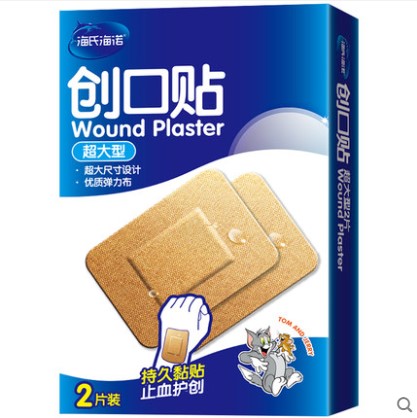 海氏海诺
创口贴
Wound Plaster
超大型
· 超大尺寸设计
· 优质弹力布
持久黏贴
止血护创
2片装
TOM AND JERRY
创口贴
超大型2片
Wound Plaster